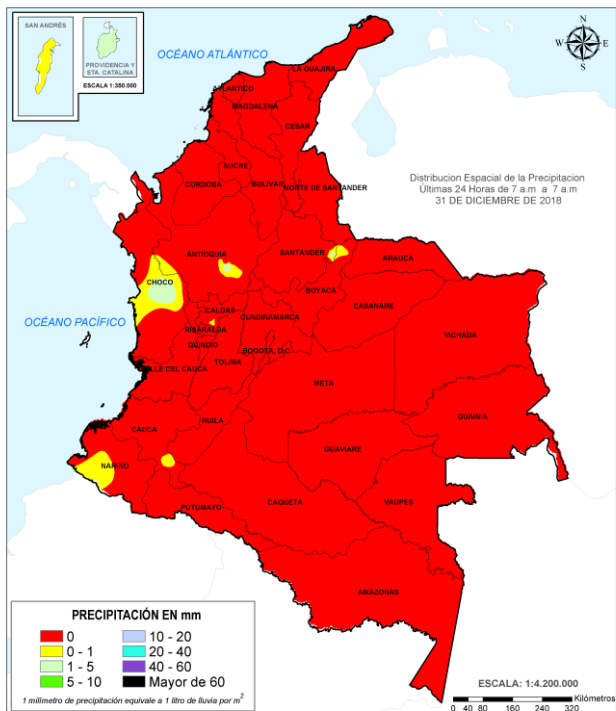 SAN ANDRÉS
PROVIDENCIA Y
STA. CATALINA
ESCALA 1:350.000
OCÉANO ATLÁNTICO
N
W
E
S
LA GUAJIRA
ATLANTICO
MAGDALENA
CESAR
SUCRE
CORDOBA
BOLIVAR
NORTE DE SANTANDER
Distribucion Espacial de la Precipitacion
Últimas 24 Horas de 7 a.m a 7 a.m
31 DE DICIEMBRE DE 2018
ANTIOQUIA
SANTANDER
ARAUCA
CHOCO
BOYACA
CASANARE
OCÉANO PACÍFICO
CALDAS
CUNDINAMARCA
VICHADA
RISARALDA
QUINDIO
BOGOTA, D.C.
TOLIMA
VALLE DEL CAUCA
META
HUILA
GUAINIA
CAUCA
GUAVIARE
NARIÑO
CAQUETA
VAUPES
PUTUMAYO
AMAZONAS
PRECIPITACIÓN EN mm
0
10 - 20
0 - 1
20 - 40
1 - 5
40 - 60
5 - 10
Mayor de 60
1 milímetro de precipitación equivale a 1 litro de lluvia por m²
ESCALA: 1:4.200.000
Kilómetros
0 40 80 160 240 320